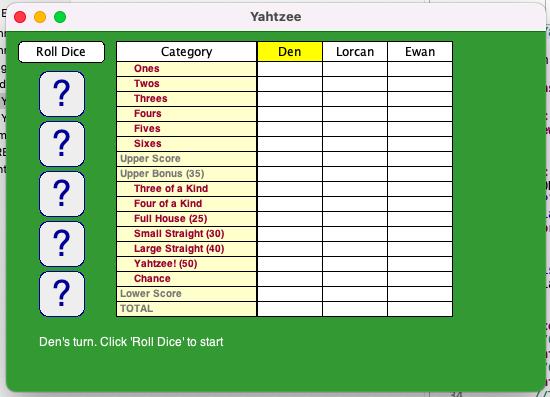 Yahtzee
Roll Dice
Category Den Lorcan Ewan
Ones
Twos
Threes
Fours
Fives
Sixes
Upper Score
Upper Bonus (35)
Three of a Kind
Four of a Kind
Full House (25)
Small Straight (30)
Large Straight (40)
Yahtzee! (50)
Chance
Lower Score
TOTAL
?
?
?
?
?
Den's turn. Click 'Roll Dice' to start
34